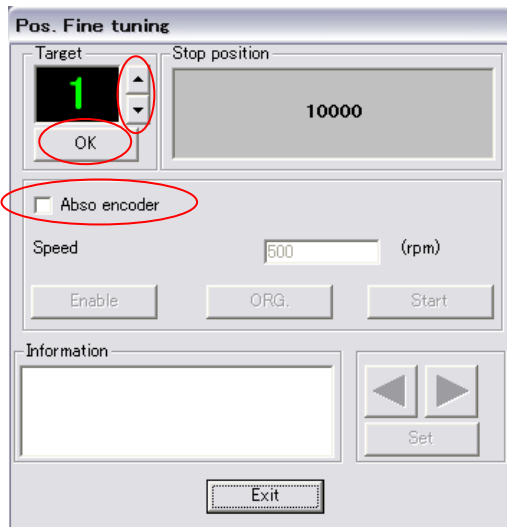 Pos. Fine tuning
Target
Stop position
1
10000
OK
Abso encoder
Speed
500
(rpm)
Enable
ORG.
Start
Information
Set
Exit